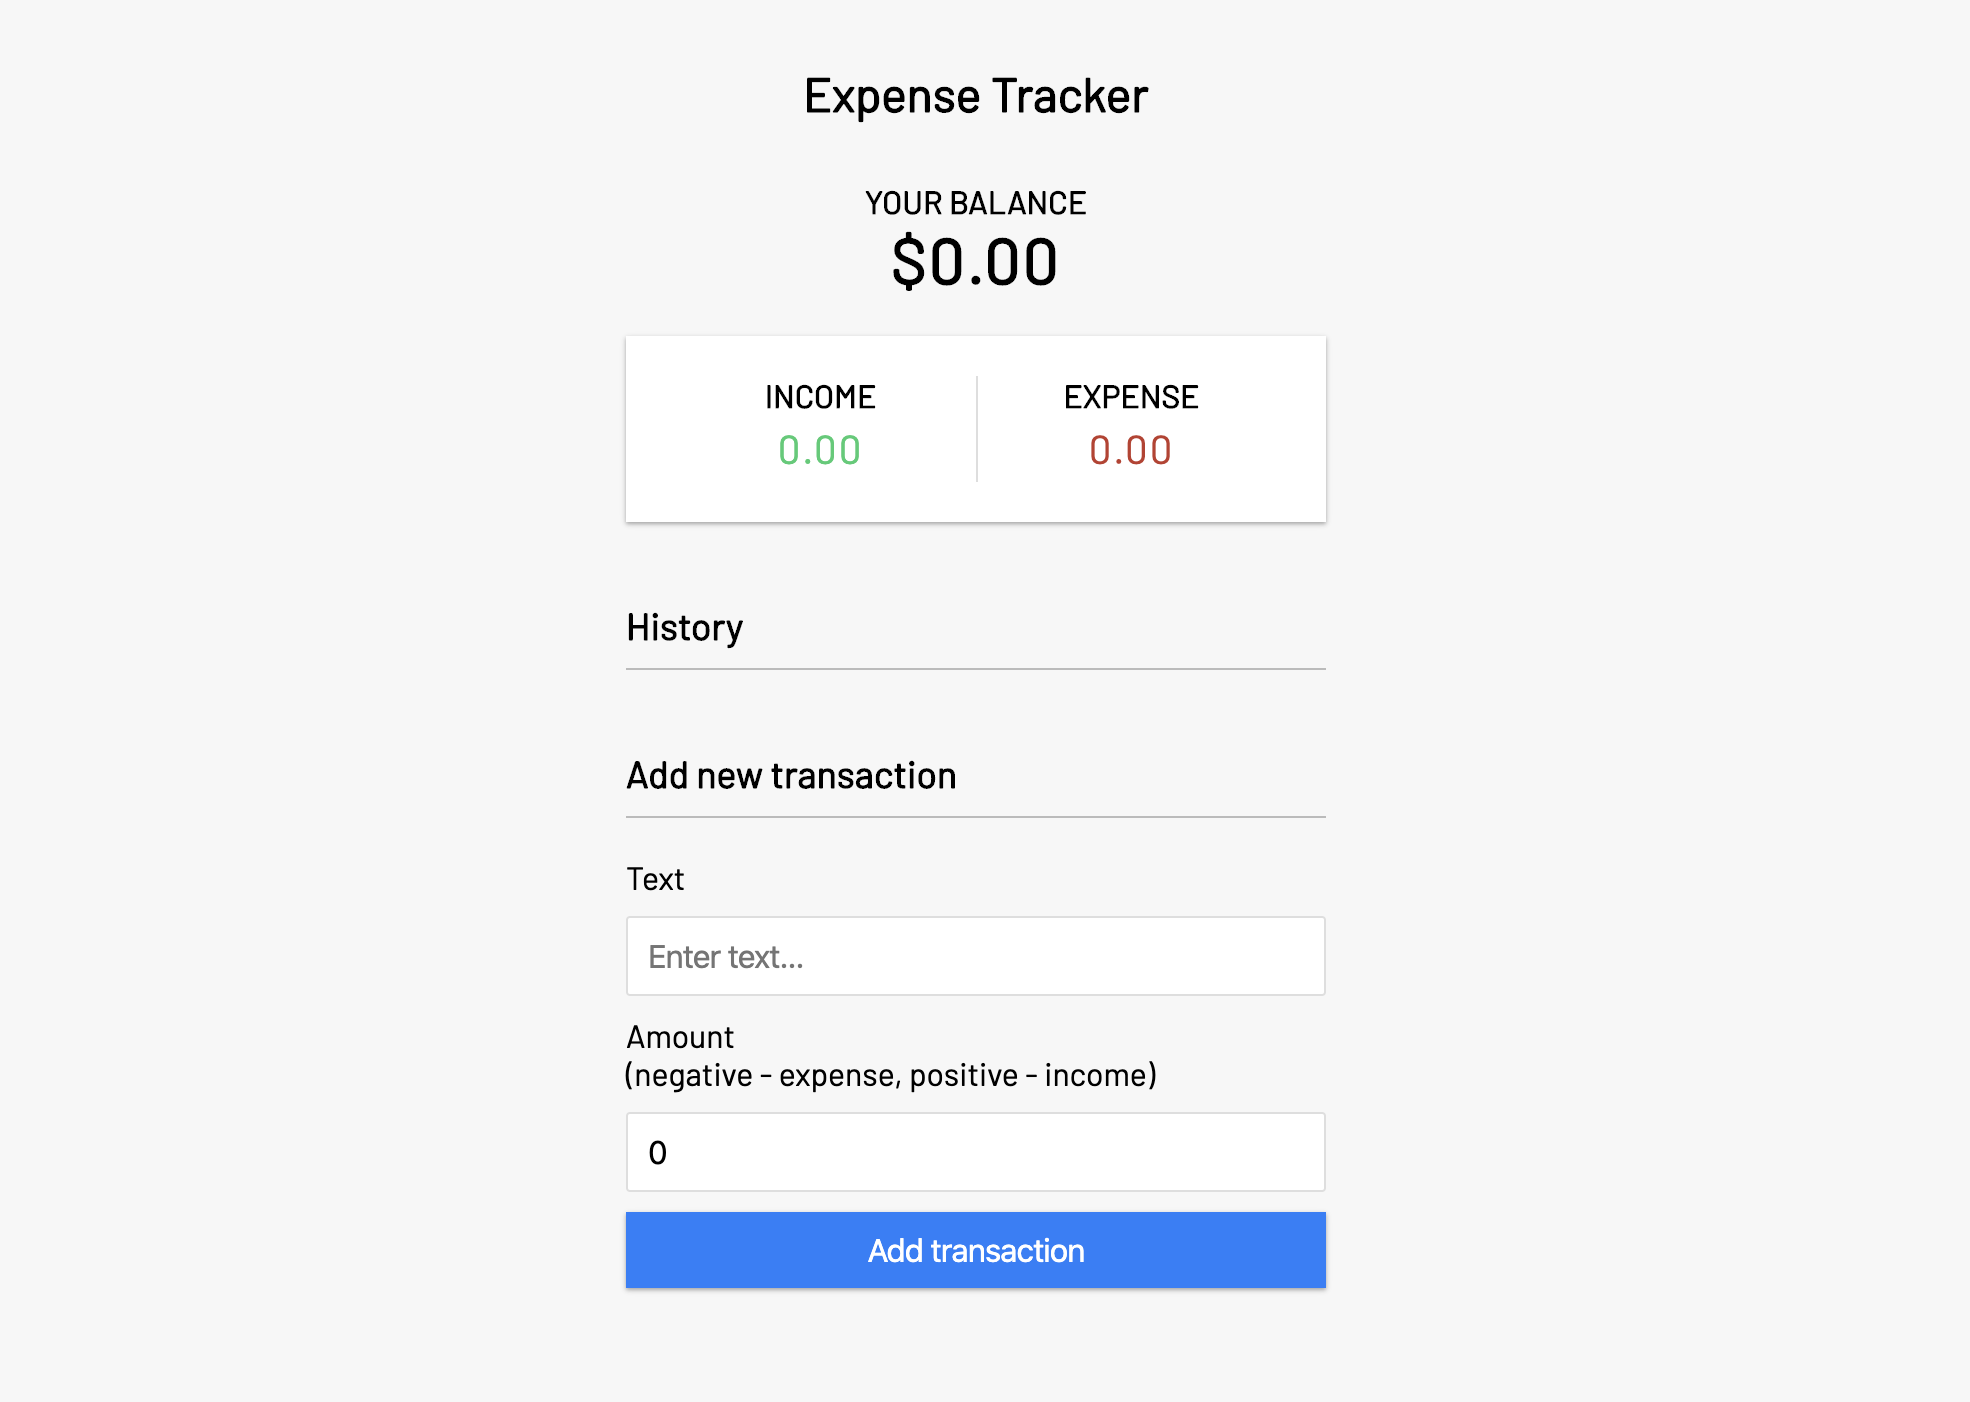 Expense Tracker
YOUR BALANCE
$0.00
INCOME
EXPENSE
0.00
0.00
History
Add new transaction
Text
Enter text...
Amount
(negative - expense, positive - income)
0
Add transaction